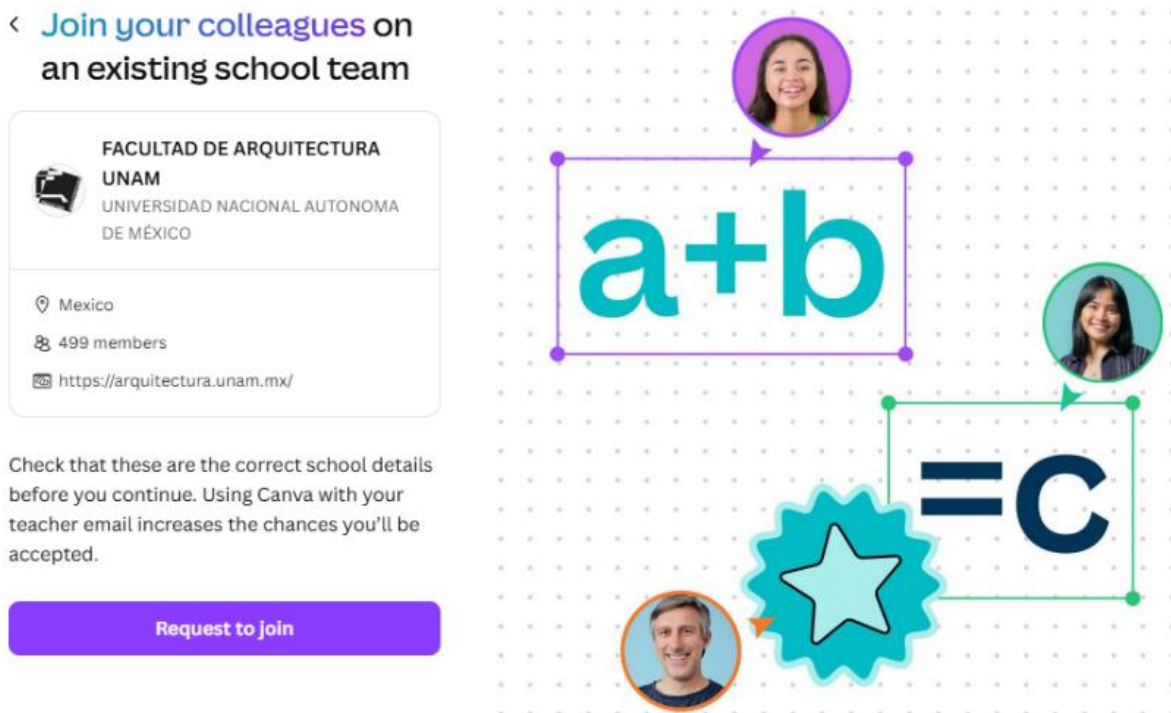 Join your colleagues on
an existing school team
FACULTAD DE ARQUITECTURA
UNAM
UNIVERSIDAD NACIONAL AUTONOMA
DE MÉXICO
Mexico
499 members
https://arquitectura.unam.mx/
Check that these are the correct school details
before you continue. Using Canva with your
teacher email increases the chances you'll be
accepted.
Request to join
a+b
=c